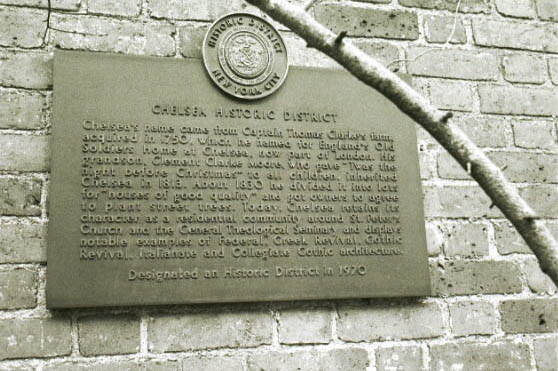 HISTORIC DISTRICT
NEW YORK CITY
CHELSEA HISTORIC DISTRICT
Chelsea's name came from Captain Thomas Clarke's farm,
acquired in 1750, which he named for England's Old
Soldiers' Home at Chelsea, now part of London. His
grandson, Clement Clarke Moore, who gave "'Twas the
night before Christmas" to all children, inherited
Chelsea in 1813. About 1830 he divided it into lots
for "houses of good quality" and got owners to agree
to plant street trees. Today, Chelsea retains its
character as a residential community around St. Peter's
Church and the General Theological Seminary and displays
notable examples of Federal, Greek Revival, Gothic
Revival, Italianate and Collegiate Gothic architecture.
Designated an Historic District in 1970